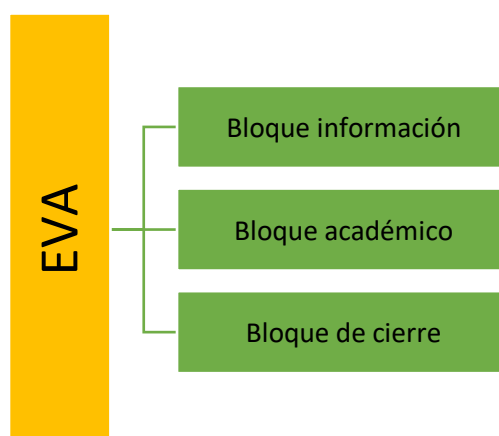 EVA
Bloque información
Bloque académico
Bloque de cierre